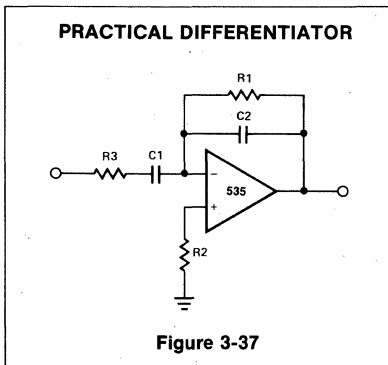 PRACTICAL DIFFERENTIATOR
R1
C2
R3
C1
−
535
+
R2
Figure 3-37